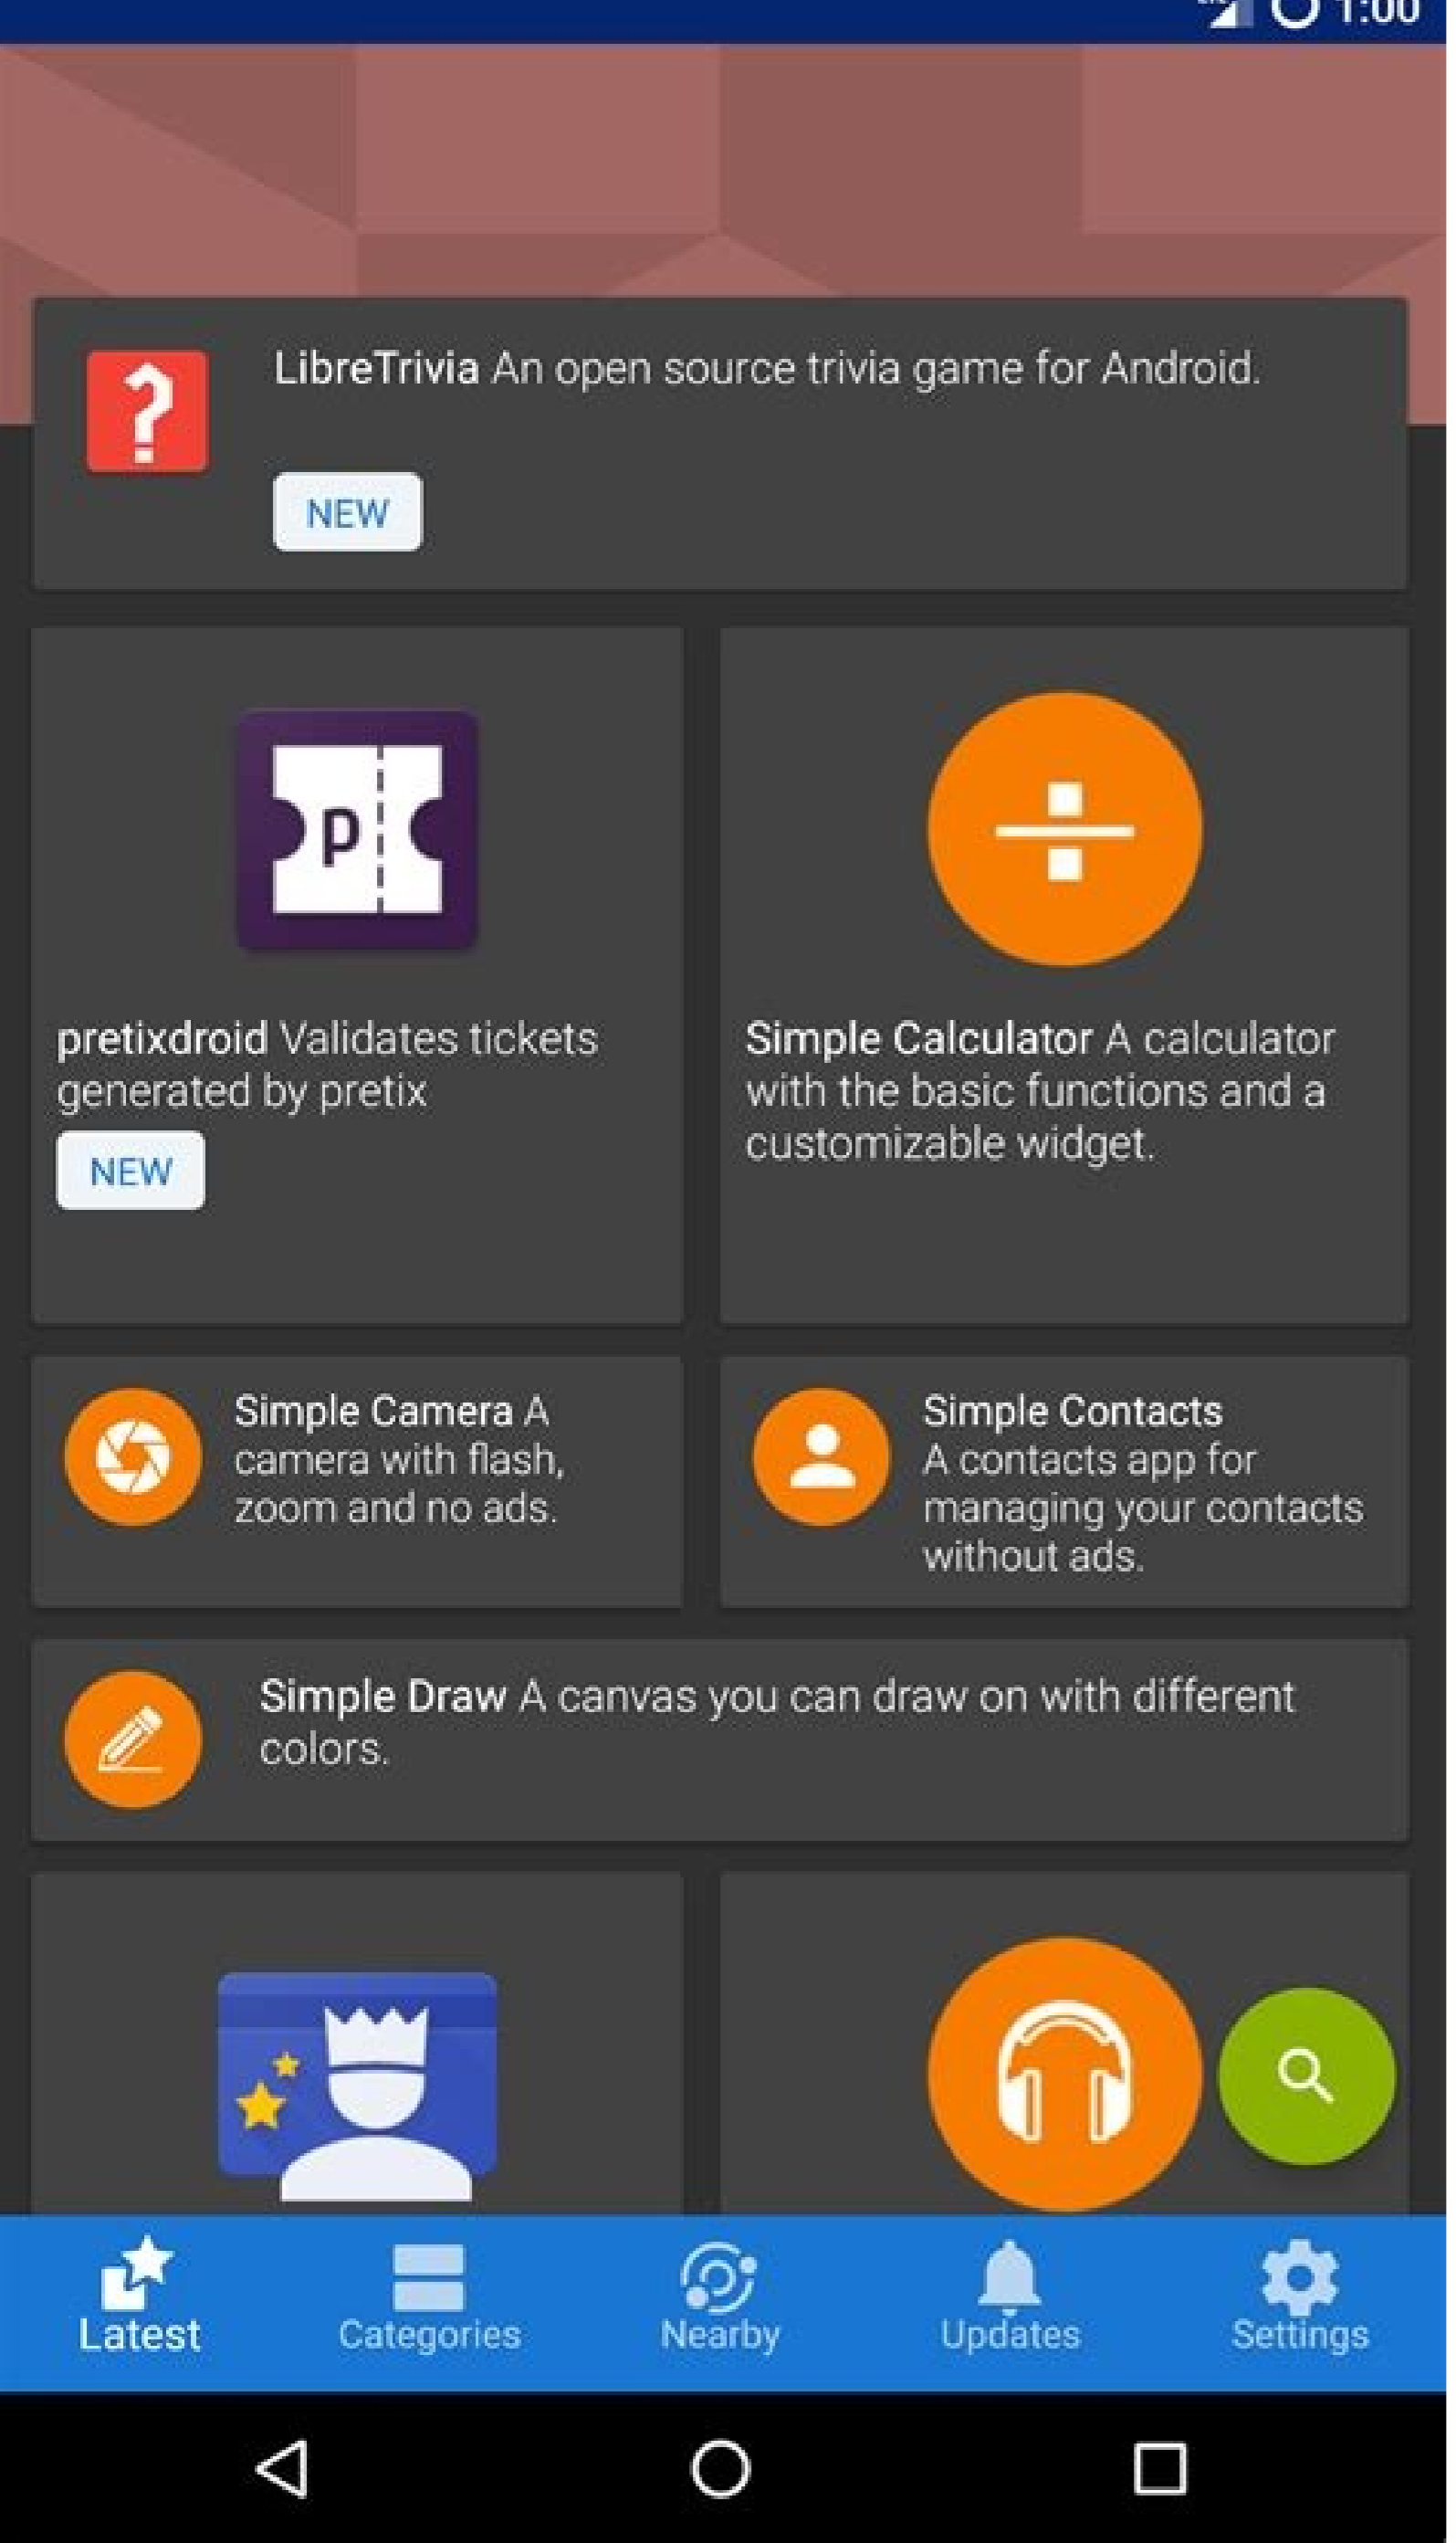 1:00
LibreTrivia An open source trivia game for Android.
NEW
p
pretixdroid Validates tickets
generated by pretix
NEW
Simple Calculator A calculator
with the basic functions and a
customizable widget.
Simple Camera A
camera with flash,
zoom and no ads.
Simple Contacts
A contacts app for
managing your contacts
without ads.
Simple Draw A canvas you can draw on with different
colors.
Latest
Categories
Nearby
Updates
Settings